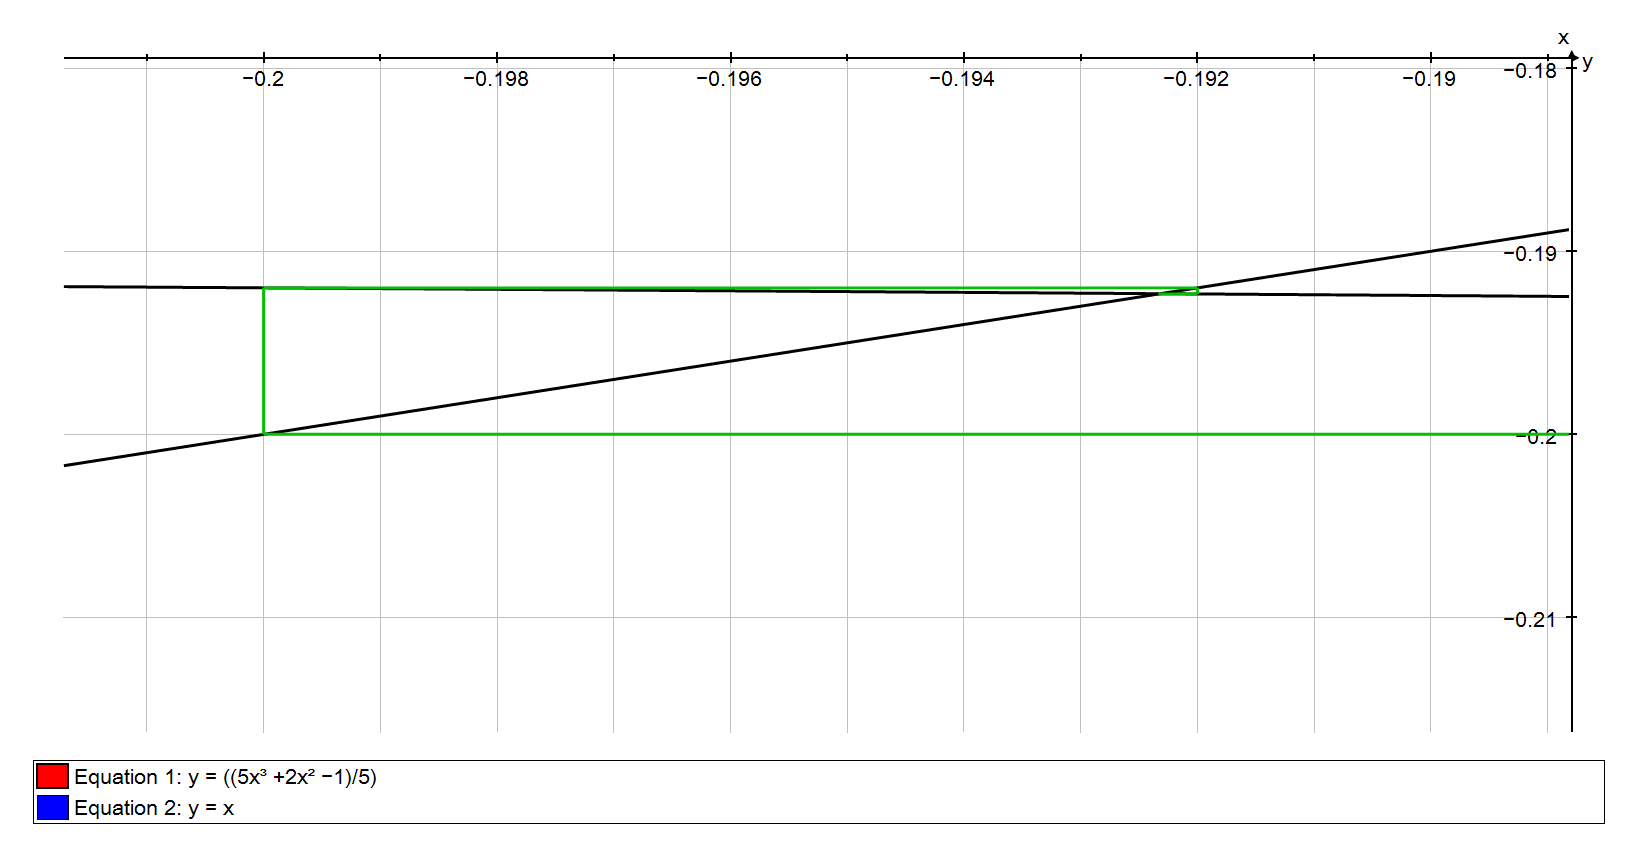 x
y
−0.2 −0.198 −0.196 −0.194 −0.192 −0.19
−0.18
−0.19
−0.2
−0.21
Equation 1: y = ((5x³ +2x² −1)/5)
Equation 2: y = x